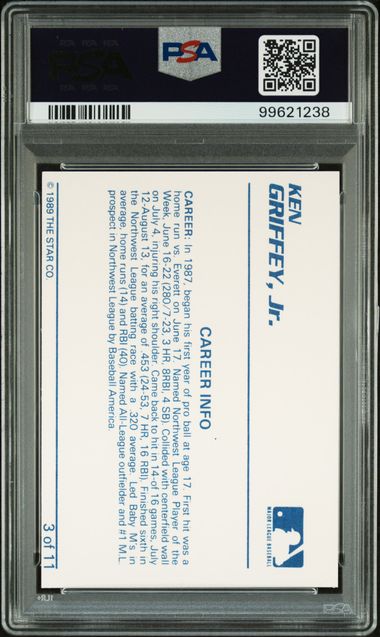 PSA
PSA
99621238
KEN
GRIFFEY, Jr.
MAJOR LEAGUE BASEBALL
CAREER INFO
CAREER: In 1987, began his first year of pro ball at age 17. First hit was a
home run vs. Everett on June 17. Named Northwest League Player of the
Week, June 16-22 (280/7-23, 3 HR, 8RBI, 4 SB). Collided with centerfield wall
on July 4, injuring his right shoulder. Came back to hit in 14-of 16 games, July
12-August 13, for an average of .453 (24-53, 7 HR, 16 RBI). Finished sixth in
the Northwest League batting race with a .320 average. Led Baby M's in
average, home runs (14) and RBI (40). Named All-League outfielder and #1 M.L.
prospect in Northwest League by Baseball America.
© 1989 THE STAR CO.
3 of 11
PSA